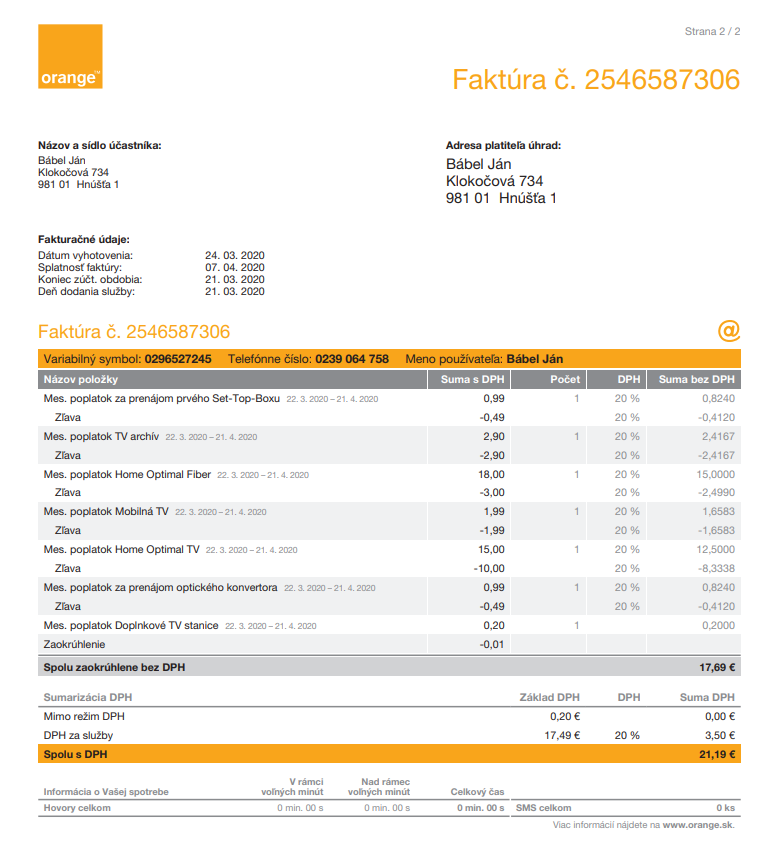 orange™
Strana 2 / 2
Faktúra č. 2546587306
Názov a sídlo účastníka:
Bábel Ján
Klokočová 734
981 01 Hnúšťa 1
Adresa platiteľa úhrad:
Bábel Ján
Klokočová 734
981 01 Hnúšťa 1
Fakturačné údaje:
Dátum vyhotovenia: 24. 03. 2020
Splatnosť faktúry: 07. 04. 2020
Koniec zúčt. obdobia: 21. 03. 2020
Deň dodania služby: 21. 03. 2020
Faktúra č. 2546587306 @
Variabilný symbol: 0296527245 Telefónne číslo: 0239 064 758 Meno používateľa: Bábel Ján
Názov položky Suma s DPH Počet DPH Suma bez DPH
Mes. poplatok za prenájom prvého Set-Top-Boxu 22. 3. 2020 – 21. 4. 2020 0,99 1 20 % 0,8240
Zľava -0,49 20 % -0,4120
Mes. poplatok TV archív 22. 3. 2020 – 21. 4. 2020 2,90 1 20 % 2,4167
Zľava -2,90 20 % -2,4167
Mes. poplatok Home Optimal Fiber 22. 3. 2020 – 21. 4. 2020 18,00 1 20 % 15,0000
Zľava -3,00 20 % -2,4990
Mes. poplatok Mobilná TV 22. 3. 2020 – 21. 4. 2020 1,99 1 20 % 1,6583
Zľava -1,99 20 % -1,6583
Mes. poplatok Home Optimal TV 22. 3. 2020 – 21. 4. 2020 15,00 1 20 % 12,5000
Zľava -10,00 20 % -8,3338
Mes. poplatok za prenájom optického konvertora 22. 3. 2020 – 21. 4. 2020 0,99 1 20 % 0,8240
Zľava -0,49 20 % -0,4120
Mes. poplatok Doplnkové TV stanice 22. 3. 2020 – 21. 4. 2020 0,20 1 0,2000
Zaokrúhlenie -0,01
Spolu zaokrúhlene bez DPH 17,69 €
Sumarizácia DPH Základ DPH DPH Suma DPH
Mimo režim DPH 0,20 € 0,00 €
DPH za služby 17,49 € 20 % 3,50 €
Spolu s DPH 21,19 €
V rámci Nad rámec
Informácia o Vašej spotrebe voľných minút voľných minút Celkový čas
Hovory celkom 0 min. 00 s 0 min. 00 s 0 min. 00 s SMS celkom 0 ks
Viac informácií nájdete na www.orange.sk.